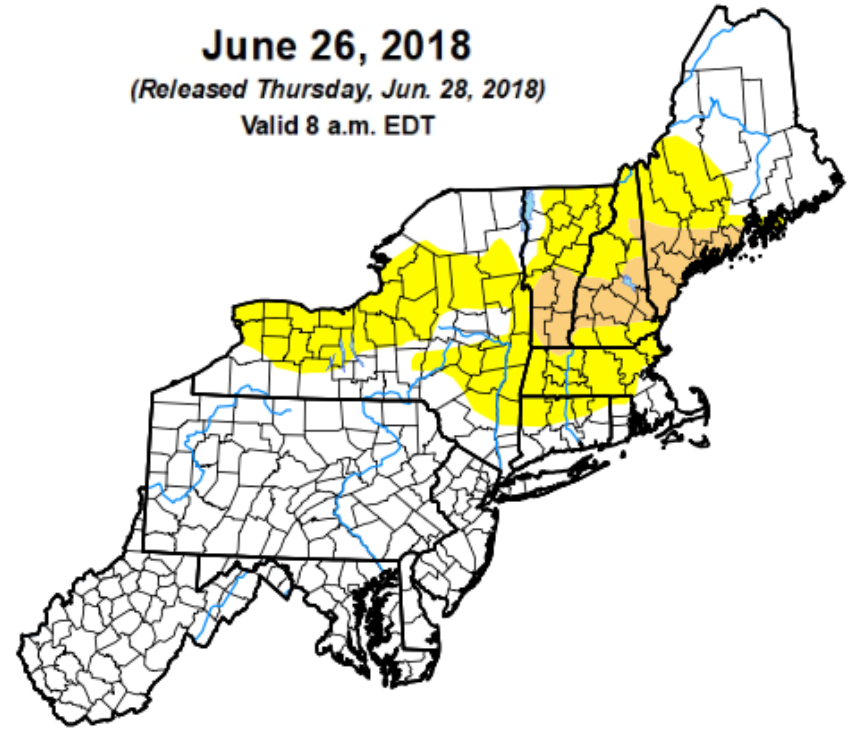 June 26, 2018
(Released Thursday, Jun. 28, 2018)
Valid 8 a.m. EDT